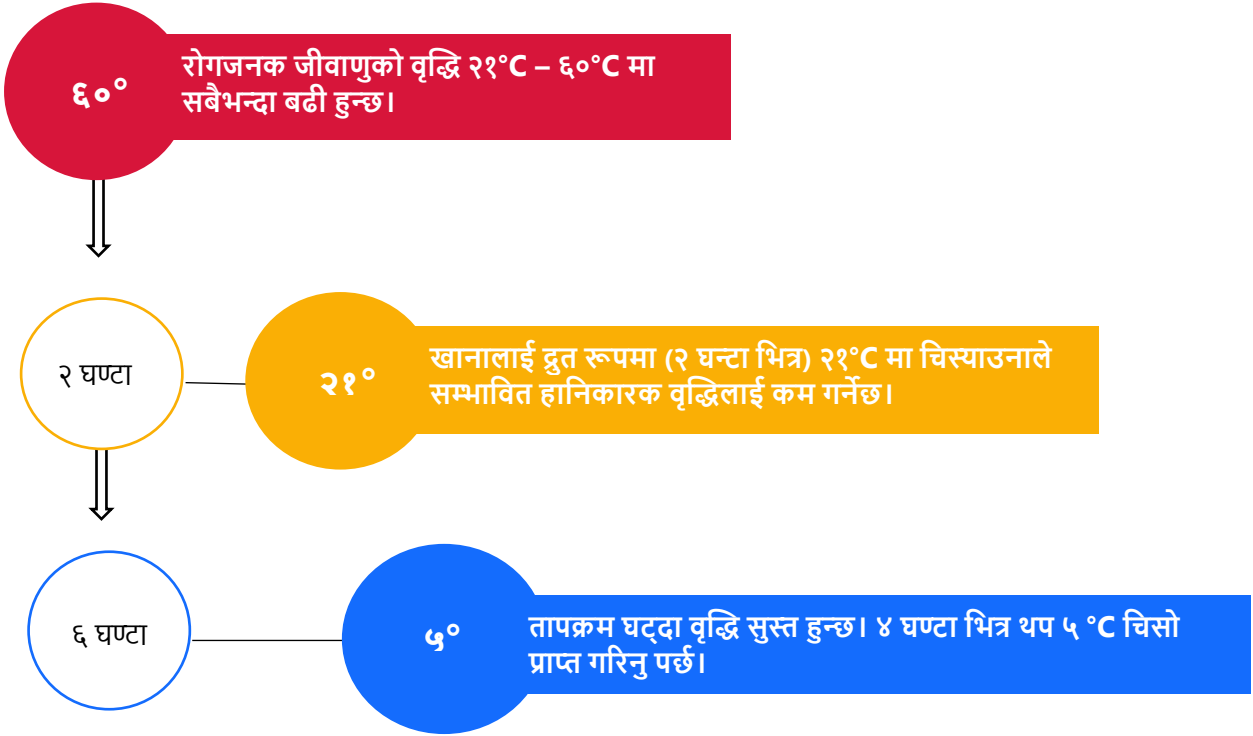 ६०°
रोगजनक जीवाणुको वृद्धि २१°C – ६०°C मा
सबैभन्दा बढी हुन्छ।
२ घण्टा
२१°
खानालाई द्रुत रूपमा (२ घन्टा भित्र) २१°C मा चिस्याउनाले
सम्भावित हानिकारक वृद्धिलाई कम गर्नेछ।
६ घण्टा
५°
तापक्रम घट्दा वृद्धि सुस्त हुन्छ। ४ घण्टा भित्र थप ५ °C चिसो
प्राप्त गरिनु पर्छ।